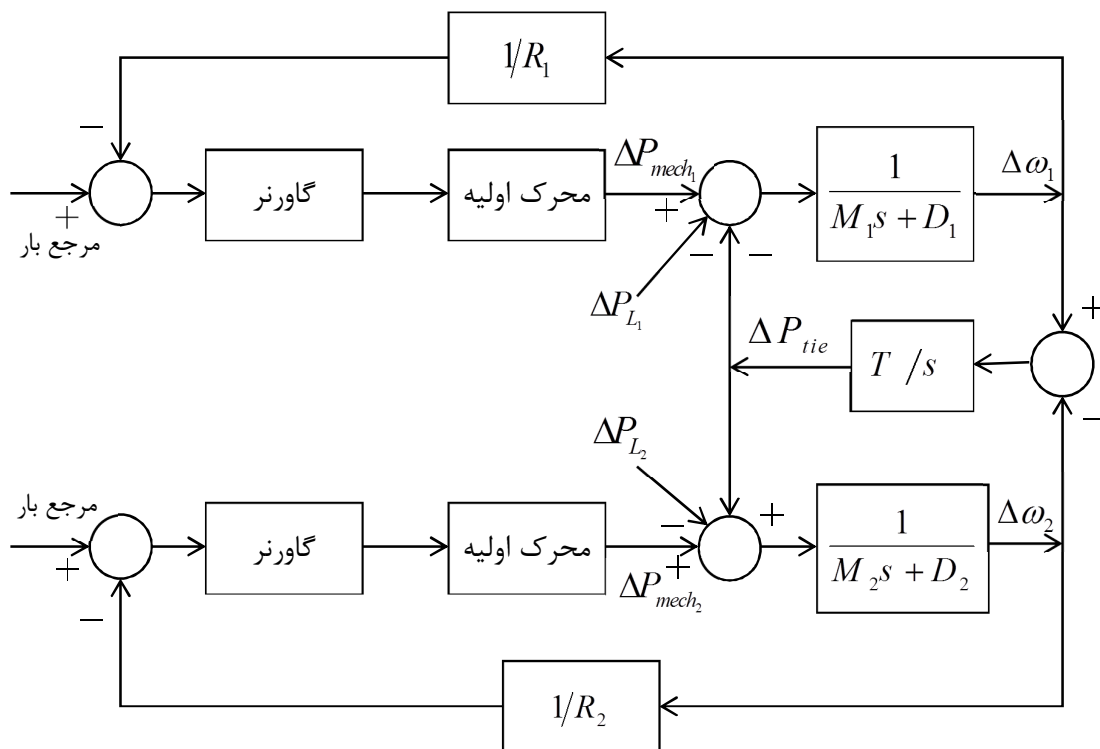 1/R₁
−
ΔP_mech₁
گاورنر
محرک اولیه
+
1
M₁s + D₁
Δω₁
+
مرجع بار
−
−
ΔP_L₁
+
ΔP_tie
T /s
−
ΔP_L₂
مرجع بار
+
گاورنر
محرک اولیه
−
+
ΔP_mech₂
+
1
M₂s + D₂
Δω₂
−
1/R₂